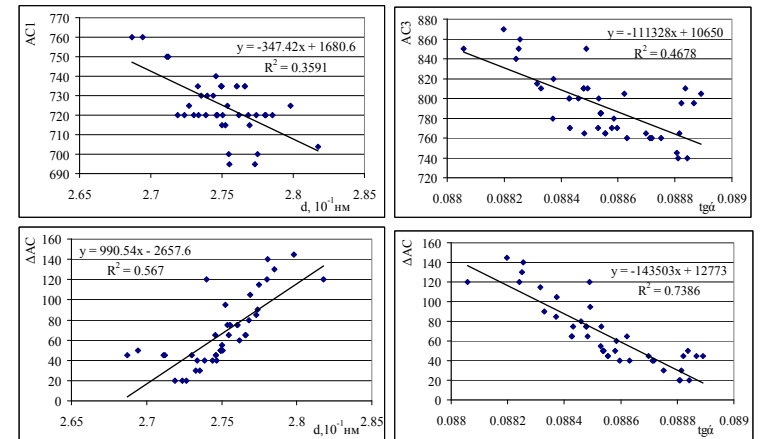 770
760
750
740
730
720
710
700
690
AC1
y = -347.42x + 1680.6
R² = 0.3591
2.65 2.7 2.75 2.8 2.85
d, 10⁻¹нм
880
860
840
820
800
780
760
740
720
AC3
y = -111328x + 10650
R² = 0.4678
0.088 0.0882 0.0884 0.0886 0.0888 0.089
tgά
160
140
120
100
80
60
40
20
0
ΔAC
y = 990.54x - 2657.6
R² = 0.567
2.65 2.7 2.75 2.8 2.85
d,10⁻¹нм
160
140
120
100
80
60
40
20
0
ΔAC
y = -143503x + 12773
R² = 0.7386
0.088 0.0882 0.0884 0.0886 0.0888 0.089
tgά